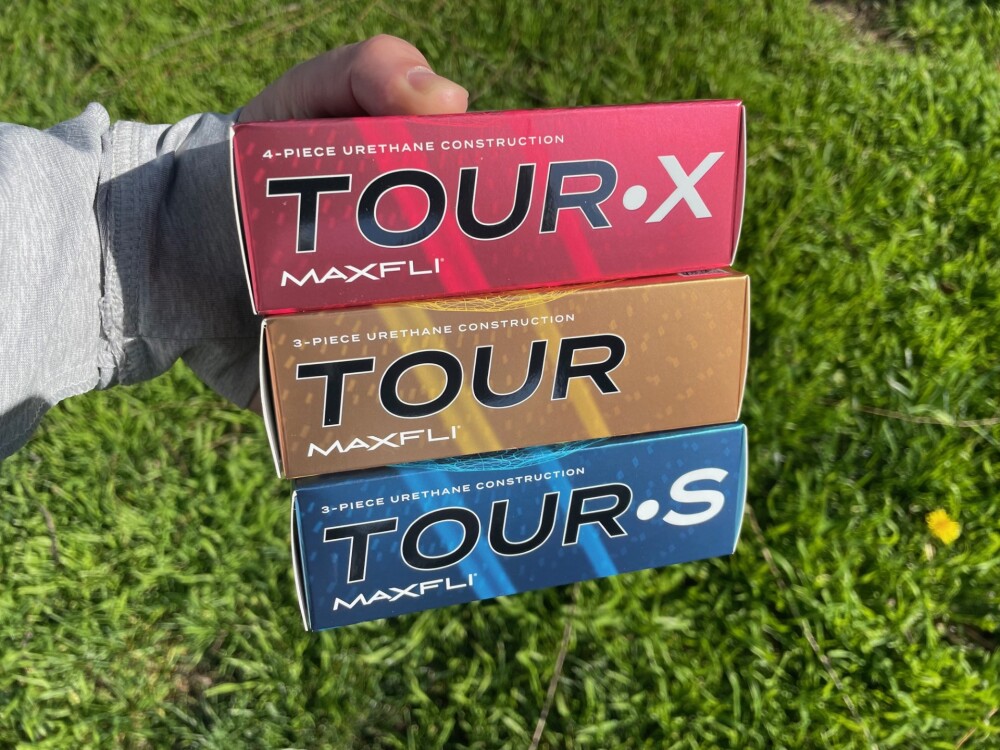 4-PIECE URETHANE CONSTRUCTION
TOUR•X
MAXFLI
3-PIECE URETHANE CONSTRUCTION
TOUR
MAXFLI
3-PIECE URETHANE CONSTRUCTION
TOUR•S
MAXFLI